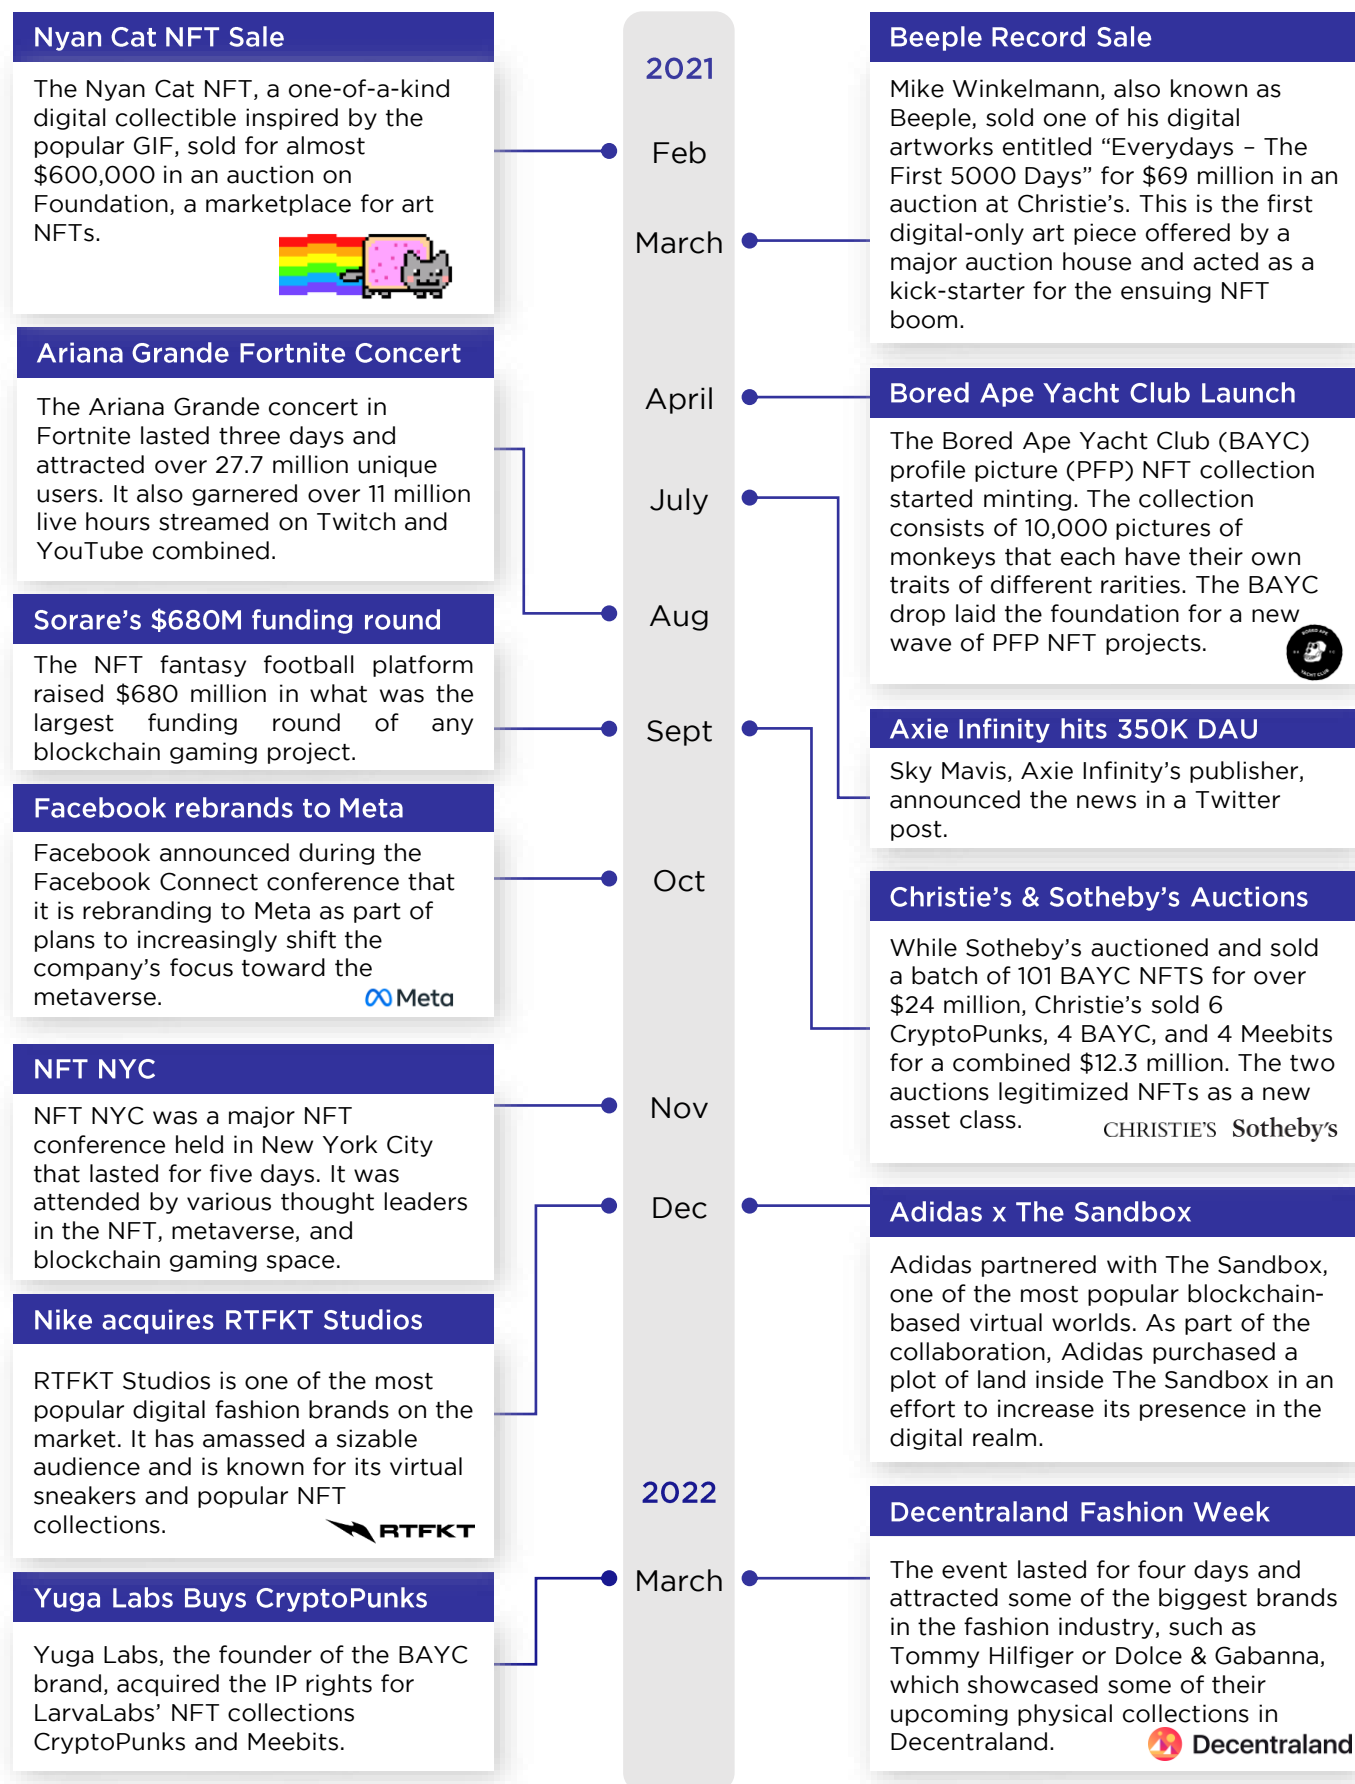 Nyan Cat NFT Sale
The Nyan Cat NFT, a one-of-a-kind
digital collectible inspired by the
popular GIF, sold for almost
$600,000 in an auction on
Foundation, a marketplace for art
NFTs.
Ariana Grande Fortnite Concert
The Ariana Grande concert in
Fortnite lasted three days and
attracted over 27.7 million unique
users. It also garnered over 11 million
live hours streamed on Twitch and
YouTube combined.
Sorare's $680M funding round
The NFT fantasy football platform
raised $680 million in what was the
largest funding round of any
blockchain gaming project.
Facebook rebrands to Meta
Facebook announced during the
Facebook Connect conference that
it is rebranding to Meta as part of
plans to increasingly shift the
company's focus toward the
metaverse.
Meta
NFT NYC
NFT NYC was a major NFT
conference held in New York City
that lasted for five days. It was
attended by various thought leaders
in the NFT, metaverse, and
blockchain gaming space.
Nike acquires RTFKT Studios
RTFKT Studios is one of the most
popular digital fashion brands on the
market. It has amassed a sizable
audience and is known for its virtual
sneakers and popular NFT
collections.
RTFKT
Yuga Labs Buys CryptoPunks
Yuga Labs, the founder of the BAYC
brand, acquired the IP rights for
LarvaLabs' NFT collections
CryptoPunks and Meebits.
2021
Feb
March
April
July
Aug
Sept
Oct
Nov
Dec
2022
March
Beeple Record Sale
Mike Winkelmann, also known as
Beeple, sold one of his digital
artworks entitled “Everydays – The
First 5000 Days” for $69 million in an
auction at Christie's. This is the first
digital-only art piece offered by a
major auction house and acted as a
kick-starter for the ensuing NFT
boom.
Bored Ape Yacht Club Launch
The Bored Ape Yacht Club (BAYC)
profile picture (PFP) NFT collection
started minting. The collection
consists of 10,000 pictures of
monkeys that each have their own
traits of different rarities. The BAYC
drop laid the foundation for a new
wave of PFP NFT projects.
BORED APE
YACHT CLUB
Axie Infinity hits 350K DAU
Sky Mavis, Axie Infinity's publisher,
announced the news in a Twitter
post.
Christie's & Sotheby's Auctions
While Sotheby's auctioned and sold
a batch of 101 BAYC NFTS for over
$24 million, Christie's sold 6
CryptoPunks, 4 BAYC, and 4 Meebits
for a combined $12.3 million. The two
auctions legitimized NFTs as a new
asset class.
CHRISTIE'S Sotheby's
Adidas x The Sandbox
Adidas partnered with The Sandbox,
one of the most popular blockchain-
based virtual worlds. As part of the
collaboration, Adidas purchased a
plot of land inside The Sandbox in an
effort to increase its presence in the
digital realm.
Decentraland Fashion Week
The event lasted for four days and
attracted some of the biggest brands
in the fashion industry, such as
Tommy Hilfiger or Dolce & Gabanna,
which showcased some of their
upcoming physical collections in
Decentraland.
Decentraland